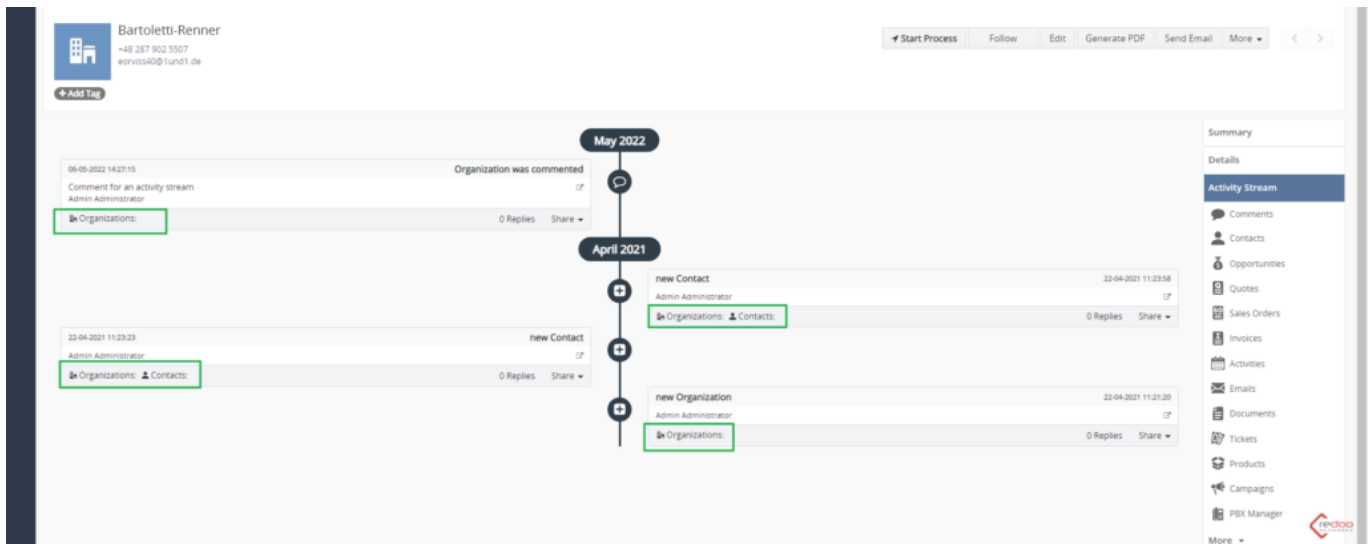 Bartoletti-Renner
+48 287 902 5507
eorviss40@1und1.de
Start Process Follow Edit Generate PDF Send Email More
+ Add Tag
May 2022
06-05-2022 14:27:15 Organization was commented
Comment for an activity stream
Admin Administrator
Organizations: 0 Replies Share
April 2021
new Contact 22-04-2021 11:23:58
Admin Administrator
Organizations: Contacts: 0 Replies Share
22-04-2021 11:23:23 new Contact
Admin Administrator
Organizations: Contacts: 0 Replies Share
new Organization 22-04-2021 11:21:20
Admin Administrator
Organizations: 0 Replies Share
Summary
Details
Activity Stream
Comments
Contacts
Opportunities
Quotes
Sales Orders
Invoices
Activities
Emails
Documents
Tickets
Products
Campaigns
PBX Manager
More
redoo
NETWORKS